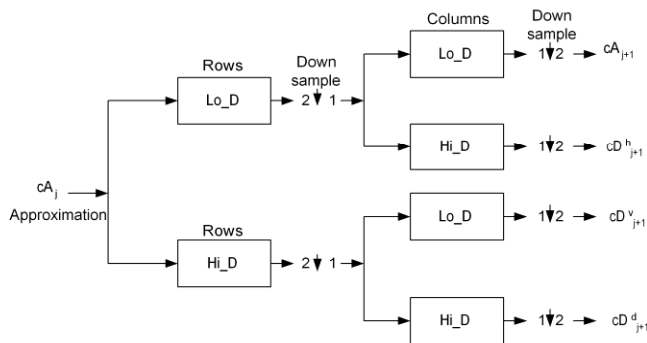 Columns
Down
sample
Lo_D
1 2
cA j+1
Rows
Down
sample
Lo_D
2 1
Hi_D
1 2
cD h j+1
cA j
Approximation
Lo_D
1 2
cD v j+1
Rows
Hi_D
2 1
Hi_D
1 2
cD d j+1